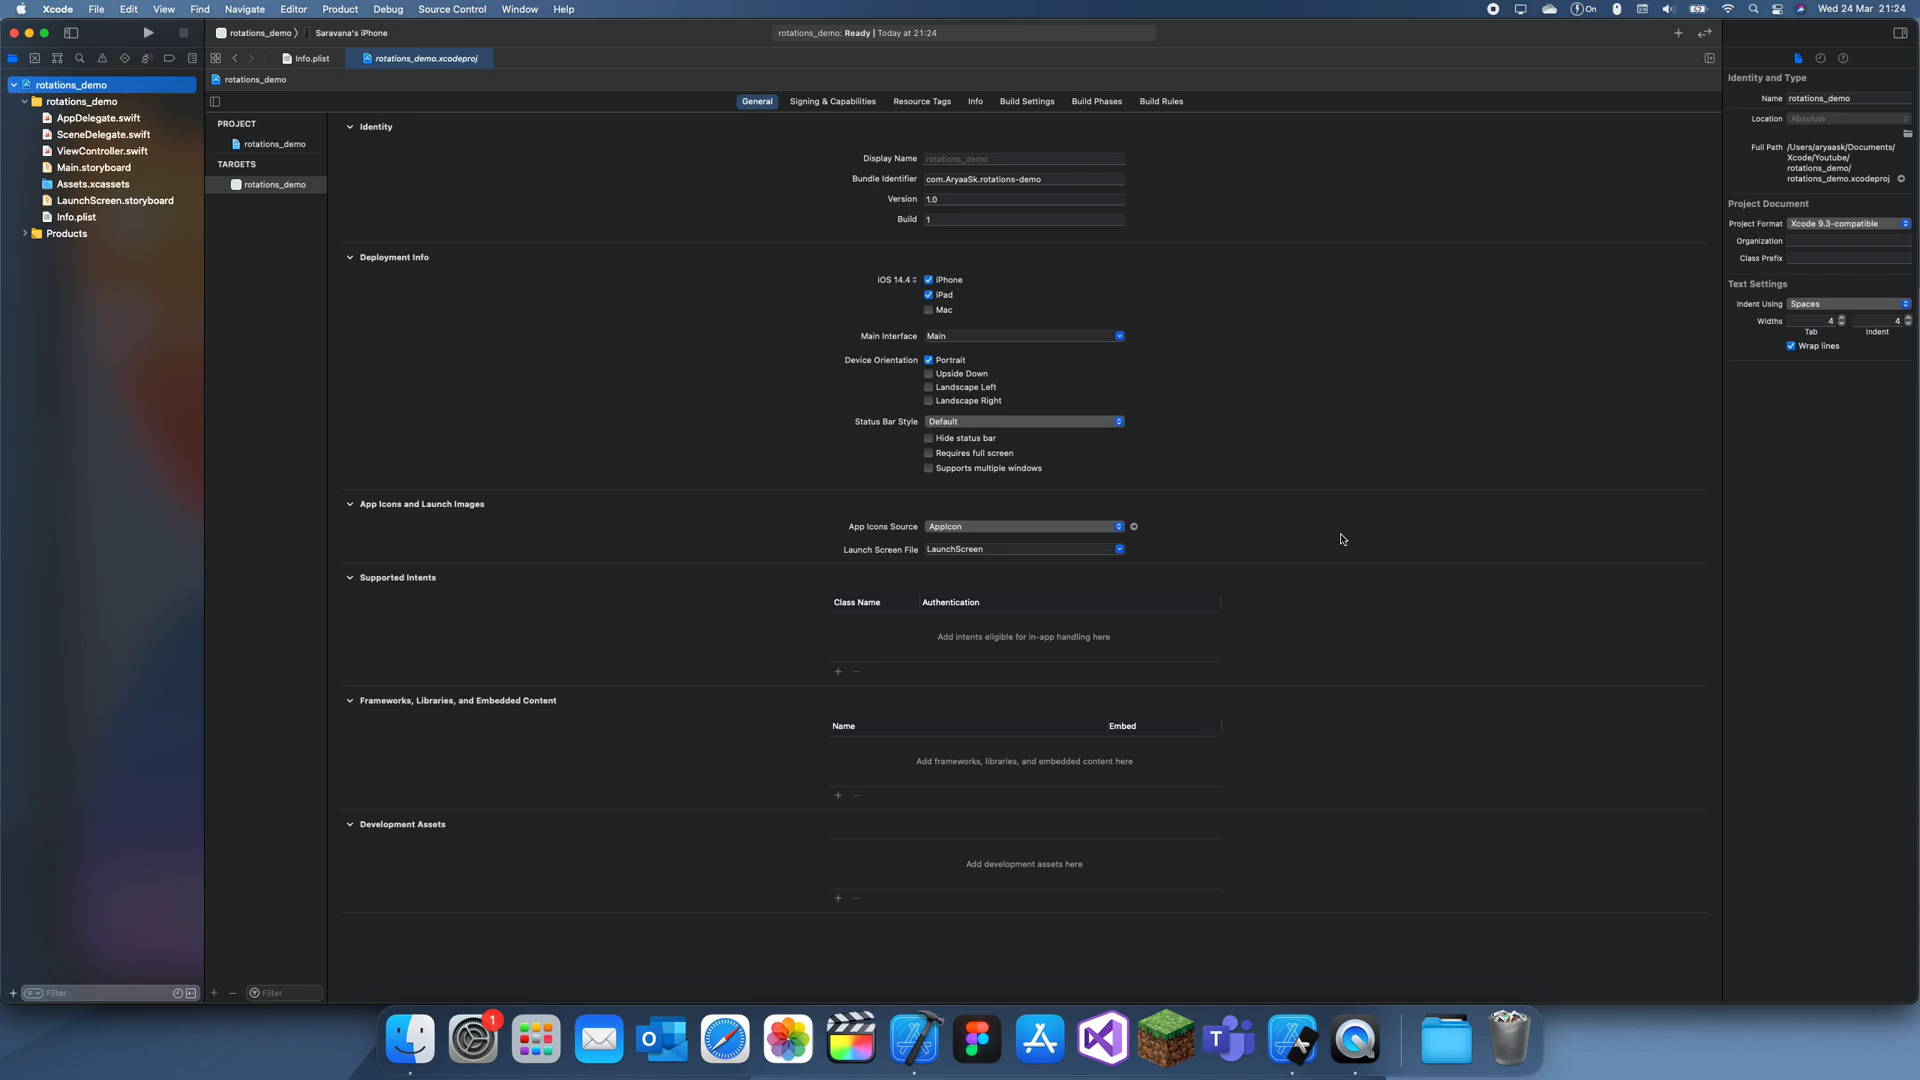 Xcode File Edit View Find Navigate Editor Product Debug Source Control Window Help
On
Wed 24 Mar 21:24
rotations_demo
Saravana's iPhone
rotations_demo: Ready | Today at 21:24
Info.plist
rotations_demo.xcodeproj
rotations_demo
rotations_demo
rotations_demo
AppDelegate.swift
SceneDelegate.swift
ViewController.swift
Main.storyboard
Assets.xcassets
LaunchScreen.storyboard
Info.plist
Products
Filter
PROJECT
rotations_demo
TARGETS
rotations_demo
Filter
General Signing & Capabilities Resource Tags Info Build Settings Build Phases Build Rules
Identity
Display Name rotations_demo
Bundle Identifier com.AryaaSk.rotations-demo
Version 1.0
Build 1
Deployment Info
iOS 14.4 iPhone
iPad
Mac
Main Interface Main
Device Orientation Portrait
Upside Down
Landscape Left
Landscape Right
Status Bar Style Default
Hide status bar
Requires full screen
Supports multiple windows
App Icons and Launch Images
App Icons Source AppIcon
Launch Screen File LaunchScreen
Supported Intents
Class Name Authentication
Add intents eligible for in-app handling here
Frameworks, Libraries, and Embedded Content
Name Embed
Add frameworks, libraries, and embedded content here
Development Assets
Add development assets here
Identity and Type
Name rotations_demo
Location Absolute
Full Path /Users/aryaask/Documents/
Xcode/Youtube/
rotations_demo/
rotations_demo.xcodeproj
Project Document
Project Format Xcode 9.3-compatible
Organization
Class Prefix
Text Settings
Indent Using Spaces
Widths 4 4
Tab Indent
Wrap lines
1